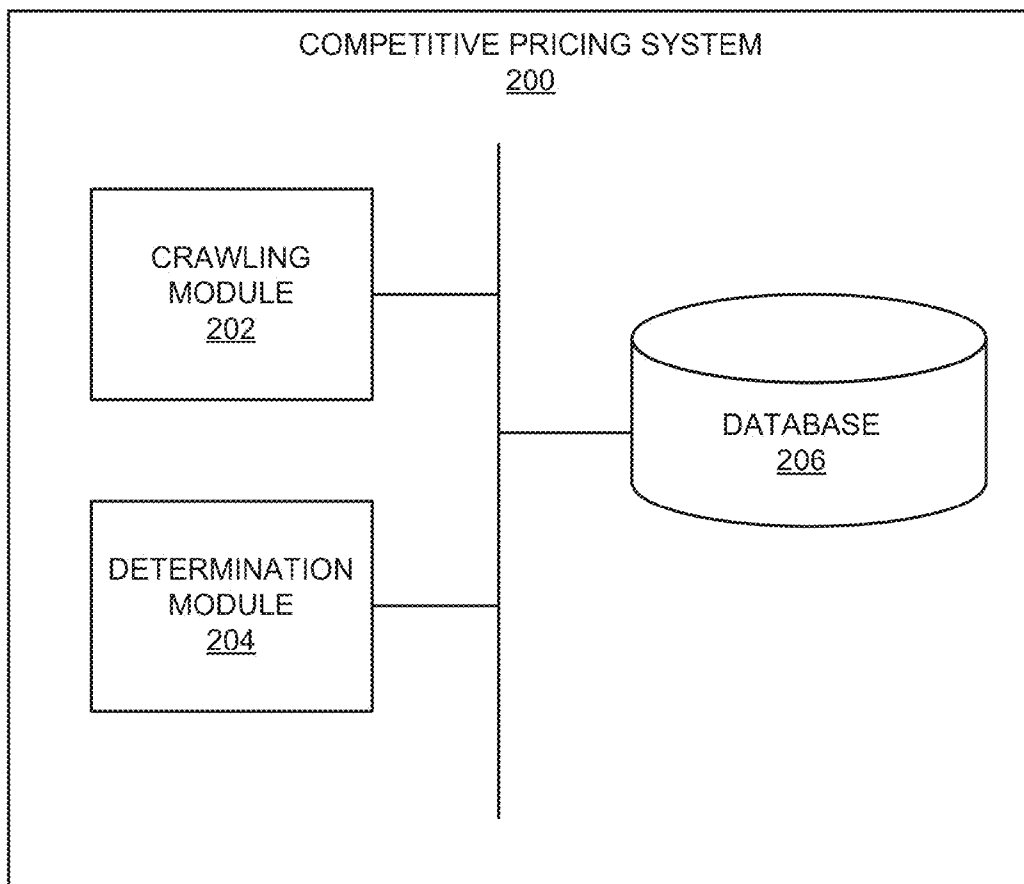 COMPETITIVE PRICING SYSTEM
200
CRAWLING
MODULE
202
DATABASE
206
DETERMINATION
MODULE
204